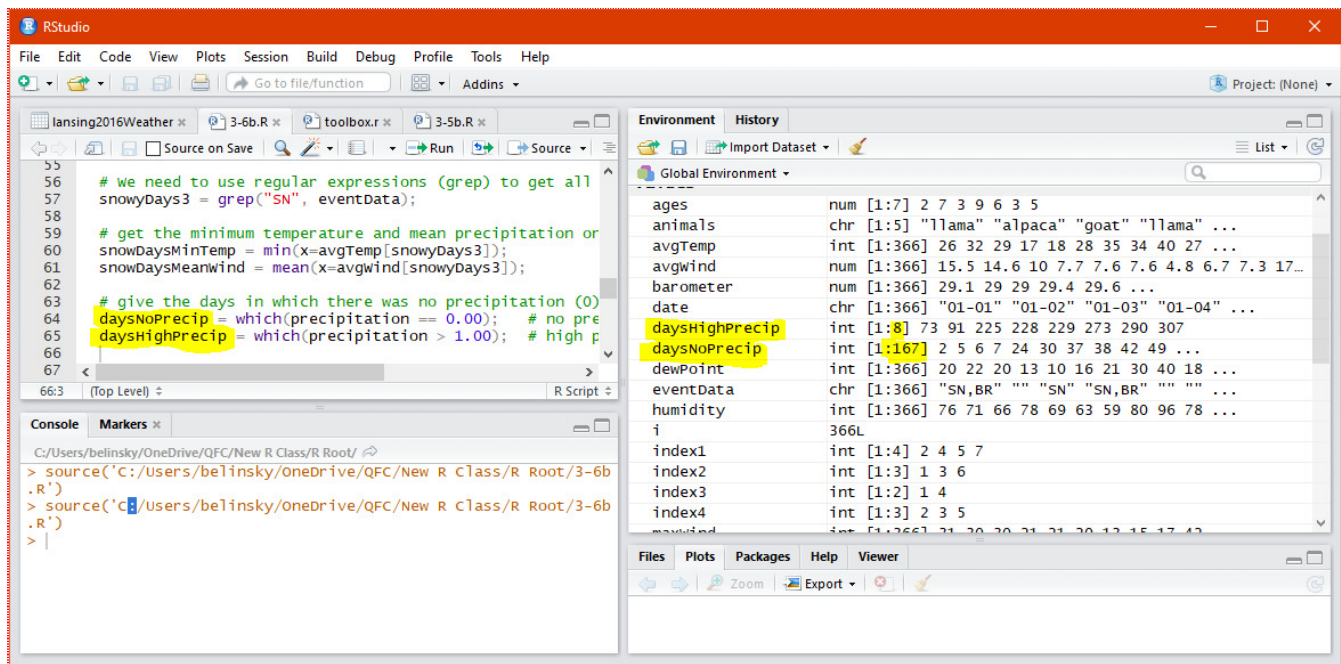 RStudio
File Edit Code View Plots Session Build Debug Profile Tools Help
Go to file/function Addins Project: (None)
lansing2016Weather × 3-6b.R × toolbox.r × 3-5b.R ×
Source on Save Run Source
55
56 # We need to use regular expressions (grep) to get all
57 snowyDays3 = grep("SN", eventData);
58
59 # get the minimum temperature and mean precipitation or
60 snowDaysMinTemp = min(x=avgTemp[snowyDays3]);
61 snowDaysMeanWind = mean(x=avgWind[snowyDays3]);
62
63 # give the days in which there was no precipitation (0)
64 daysNoPrecip = which(precipitation == 0.00); # no pre
65 daysHighPrecip = which(precipitation > 1.00); # high p
66
67
66:3 (Top Level) R Script
Console Markers ×
C:/Users/belinsky/OneDrive/QFC/New R Class/R Root/
> source('C:/Users/belinsky/OneDrive/QFC/New R Class/R Root/3-6b
.R')
> source('C:/Users/belinsky/OneDrive/QFC/New R Class/R Root/3-6b
.R')
>
Environment History
Import Dataset List
Global Environment
ages num [1:7] 2 7 3 9 6 3 5
animals chr [1:5] "llama" "alpaca" "goat" "llama" ...
avgTemp int [1:366] 26 32 29 17 18 28 35 34 40 27 ...
avgWind num [1:366] 15.5 14.6 10 7.7 7.6 7.6 4.8 6.7 7.3 17…
barometer num [1:366] 29.1 29 29 29.4 29.6 ...
date chr [1:366] "01-01" "01-02" "01-03" "01-04" ...
daysHighPrecip int [1:8] 73 91 225 228 229 273 290 307
daysNoPrecip int [1:167] 2 5 6 7 24 30 37 38 42 49 ...
dewPoint int [1:366] 20 22 20 13 10 16 21 30 40 18 ...
eventData chr [1:366] "SN,BR" "" "SN" "SN,BR" "" "" ...
humidity int [1:366] 76 71 66 78 69 63 59 80 96 78 ...
i 366L
index1 int [1:4] 2 4 5 7
index2 int [1:3] 1 3 6
index3 int [1:2] 1 4
index4 int [1:3] 2 3 5
maxWind int [1:366] 31 20 20 21 21 20 13 15 17 42
Files Plots Packages Help Viewer
Zoom Export